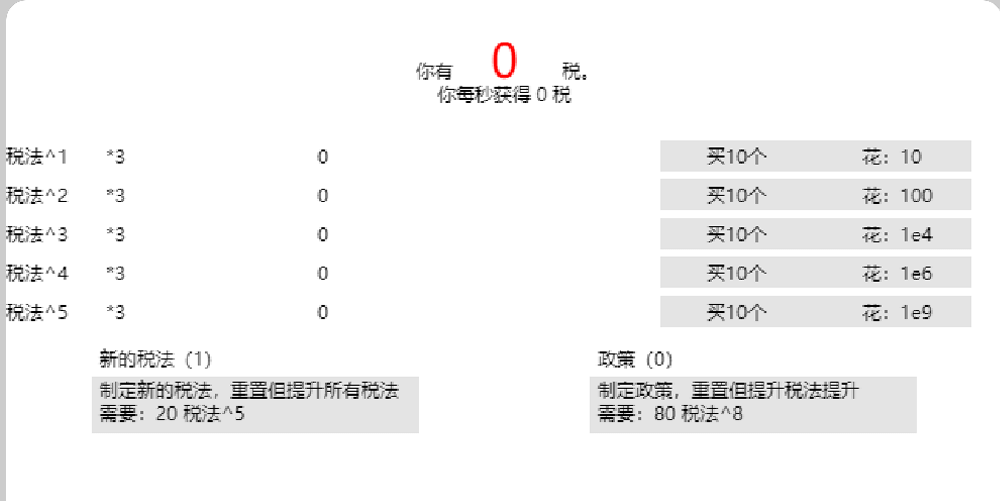 你有 0 税。
你每秒获得 0 税
税法^1 *3 0 买10个 花：10
税法^2 *3 0 买10个 花：100
税法^3 *3 0 买10个 花：1e4
税法^4 *3 0 买10个 花：1e6
税法^5 *3 0 买10个 花：1e9
新的税法（1） 政策（0）
制定新的税法，重置但提升所有税法 制定政策，重置但提升税法提升
需要：20 税法^5 需要：80 税法^8